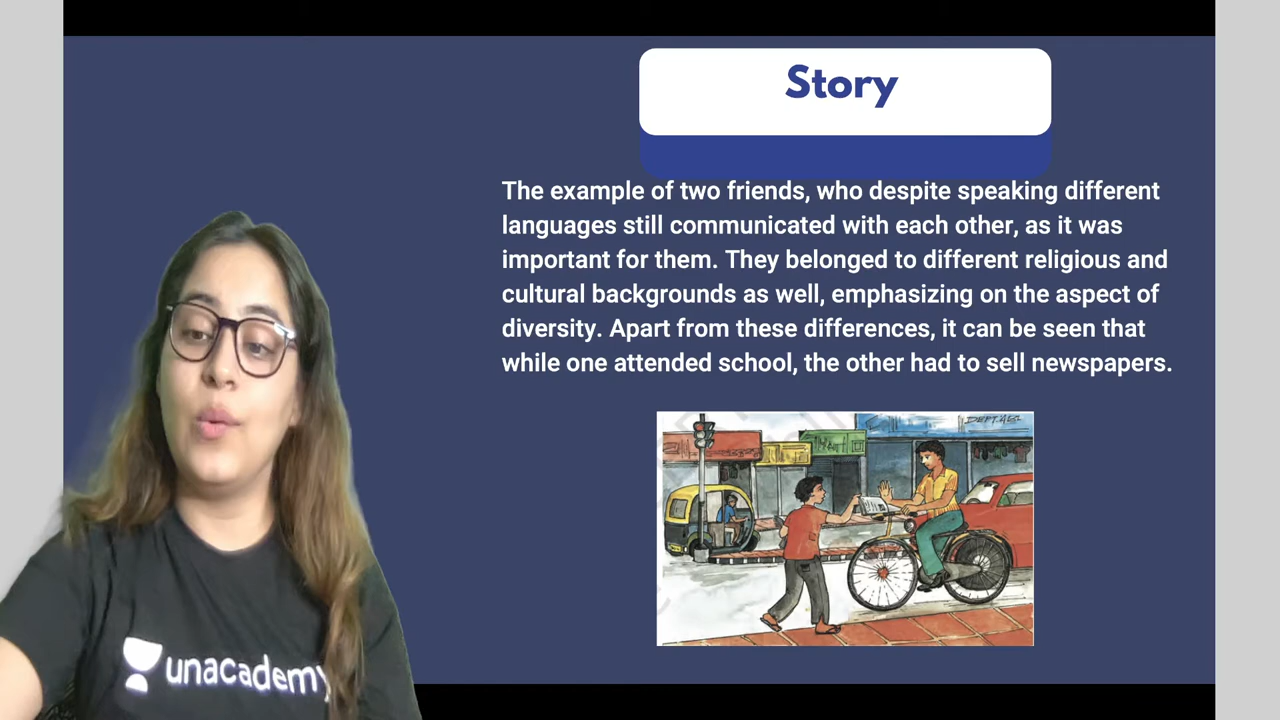 Story
The example of two friends, who despite speaking different
languages still communicated with each other, as it was
important for them. They belonged to different religious and
cultural backgrounds as well, emphasizing on the aspect of
diversity. Apart from these differences, it can be seen that
while one attended school, the other had to sell newspapers.
unacademy